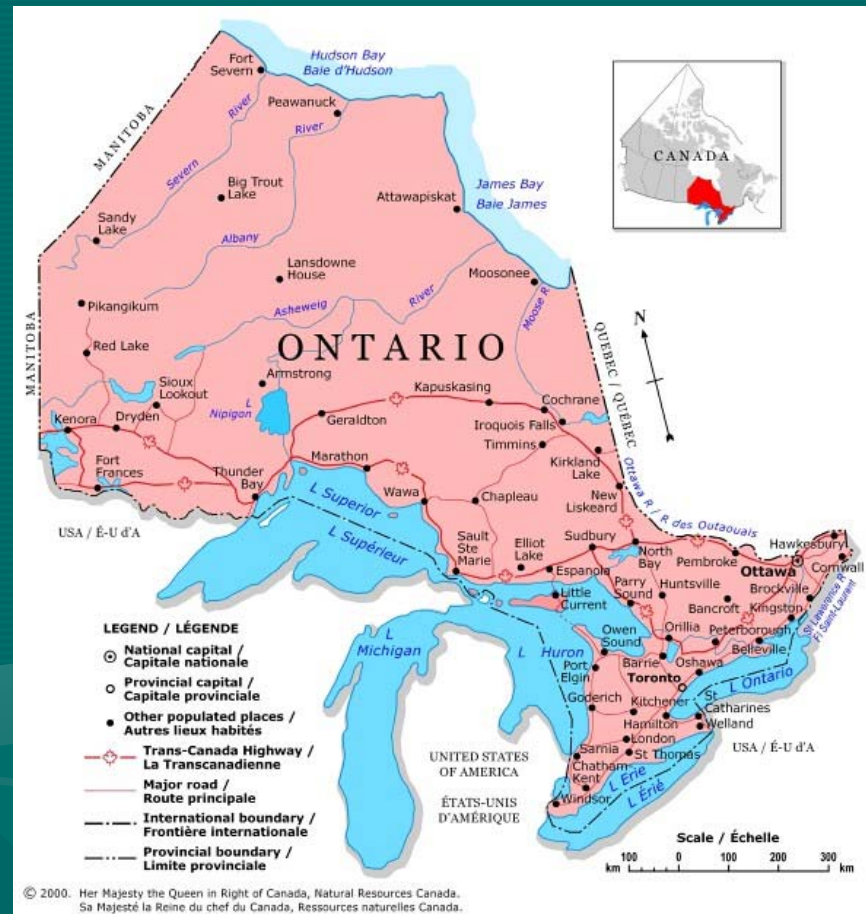 Hudson Bay
Baie d'Hudson
Fort
Severn
Peawanuck
River
River
MANITOBA
Severn
Big Trout
Lake
Attawapiskat
James Bay
Baie James
CANADA
Sandy
Lake
Albany
Lansdowne
House
Moosonee
Pikangikum
Asheweig
River
Moose R
Red Lake
ONTARIO
QUEBEC / QUÉBEC
N
MANITOBA
Sioux
Lookout
Armstrong
L
Nipigon
Kapuskasing
Cochrane
Kenora
Dryden
Geraldton
Iroquois Falls
Timmins
Fort
Frances
Thunder
Bay
Marathon
Kirkland
Lake
Ottawa R / R des Outaouais
Wawa
Chapleau
New
Liskeard
L Superior
L Supérieur
USA / É-U d'A
Sault
Ste
Marie
Elliot
Lake
Sudbury
North
Bay
Pembroke
Hawkesbury
Ottawa
Cornwall
Espanola
Little
Current
Parry
Sound
Huntsville
Bancroft
Brockville
Kingston
St Lawrence R
Fl Saint-Laurent
Owen
Sound
Orillia
Peterborough
Belleville
L
Michigan
L Huron
Port
Elgin
Barrie
Oshawa
Toronto
L Ontario
Goderich
Kitchener
St
Catharines
Hamilton
Welland
London
St Thomas
Sarnia
Chatham
Kent
Windsor
L Erie
L Érié
USA / É-U d'A
UNITED STATES
OF AMERICA
ÉTATS-UNIS
D'AMÉRIQUE
LEGEND / LÉGENDE
National capital /
Capitale nationale
Provincial capital /
Capitale provinciale
Other populated places /
Autres lieux habités
Trans-Canada Highway /
La Transcanadienne
Major road /
Route principale
International boundary /
Frontière internationale
Provincial boundary /
Limite provinciale
Scale / Échelle
100 0 100 200 300
km km
© 2000. Her Majesty the Queen in Right of Canada, Natural Resources Canada.
Sa Majesté la Reine du chef du Canada, Ressources naturelles Canada.